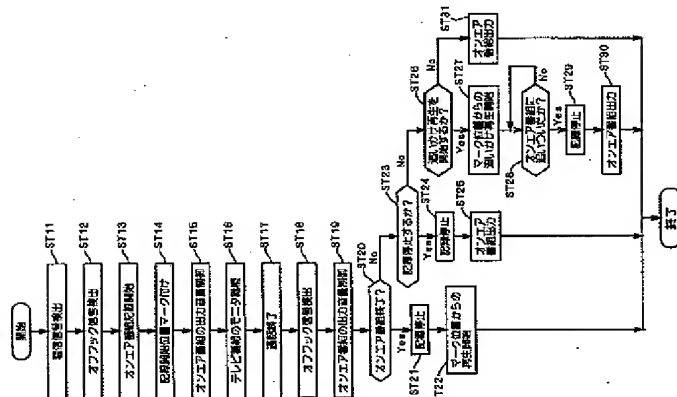 開始
ST11
着信信号検出
ST12
オフフック信号検出
ST13
オンエア番組記録開始
ST14
記録開始位置マーク付け
ST15
オンエア番組の出力音量制御
ST16
テレビ番組のモニタ視聴
ST17
通話終了
ST18
オフフック信号検出
ST19
オンエア番組の出力音量制御
ST20
オンエア番組終了?
Yes
No
ST21
記録停止
ST22
マーク位置からの
再生開始
ST23
記録停止するか?
Yes
No
ST24
記録停止
ST25
オンエア
番組出力
ST26
追いかけ再生を
開始するか?
Yes
No
ST27
マーク位置からの
追いかけ再生開始
ST28
オンエア番組に
追いついたか?
Yes
No
ST29
記録停止
ST30
オンエア番組出力
ST31
オンエア
番組出力
終了